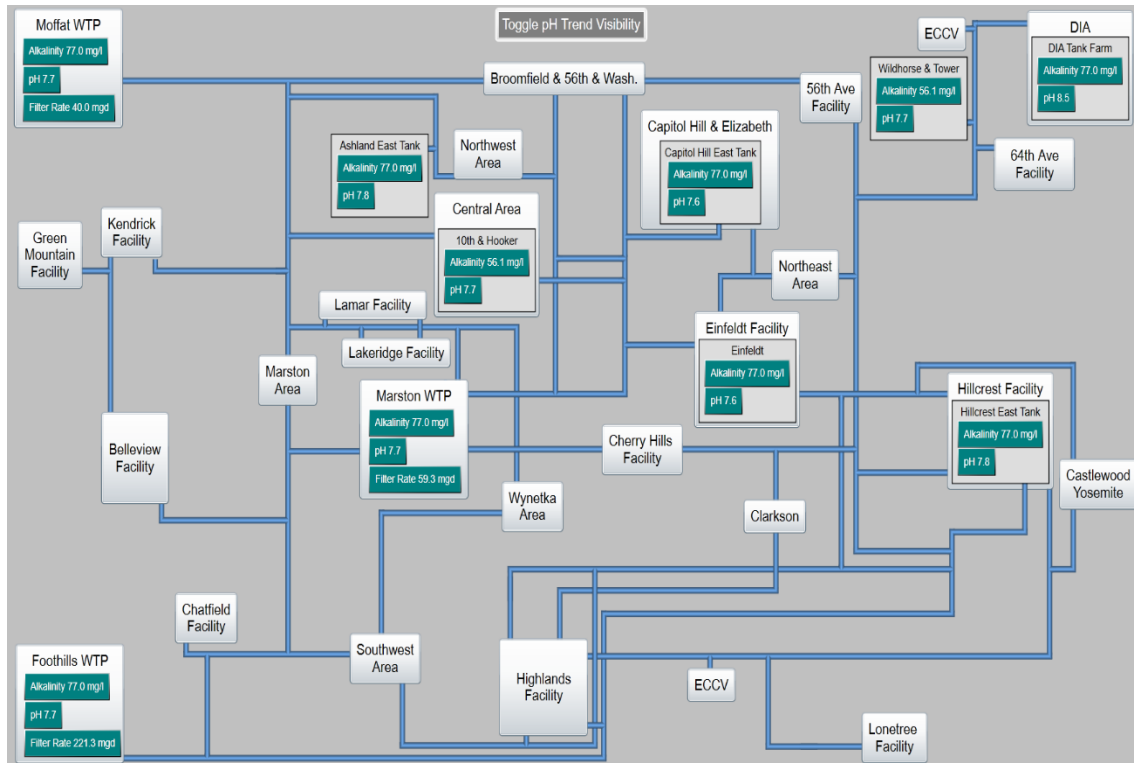 Toggle pH Trend Visibility
Moffat WTP
Alkalinity 77.0 mg/l
pH 7.7
Filter Rate 40.0 mgd
Broomfield & 56th & Wash.
ECCV
DIA
DIA Tank Farm
Alkalinity 77.0 mg/l
pH 8.5
Wildhorse & Tower
Alkalinity 56.1 mg/l
pH 7.7
56th Ave
Facility
64th Ave
Facility
Capitol Hill & Elizabeth
Capitol Hill East Tank
Alkalinity 77.0 mg/l
pH 7.6
Ashland East Tank
Alkalinity 77.0 mg/l
pH 7.8
Northwest
Area
Central Area
10th & Hooker
Alkalinity 56.1 mg/l
pH 7.7
Kendrick
Facility
Green
Mountain
Facility
Northeast
Area
Lamar Facility
Lakeridge Facility
Einfeldt Facility
Einfeldt
Alkalinity 77.0 mg/l
pH 7.6
Marston
Area
Marston WTP
Alkalinity 77.0 mg/l
pH 7.7
Filter Rate 59.3 mgd
Hillcrest Facility
Hillcrest East Tank
Alkalinity 77.0 mg/l
pH 7.8
Belleview
Facility
Cherry Hills
Facility
Castlewood
Yosemite
Wynetka
Area
Clarkson
Chatfield
Facility
Southwest
Area
Foothills WTP
Alkalinity 77.0 mg/l
pH 7.7
Filter Rate 221.3 mgd
Highlands
Facility
ECCV
Lonetree
Facility